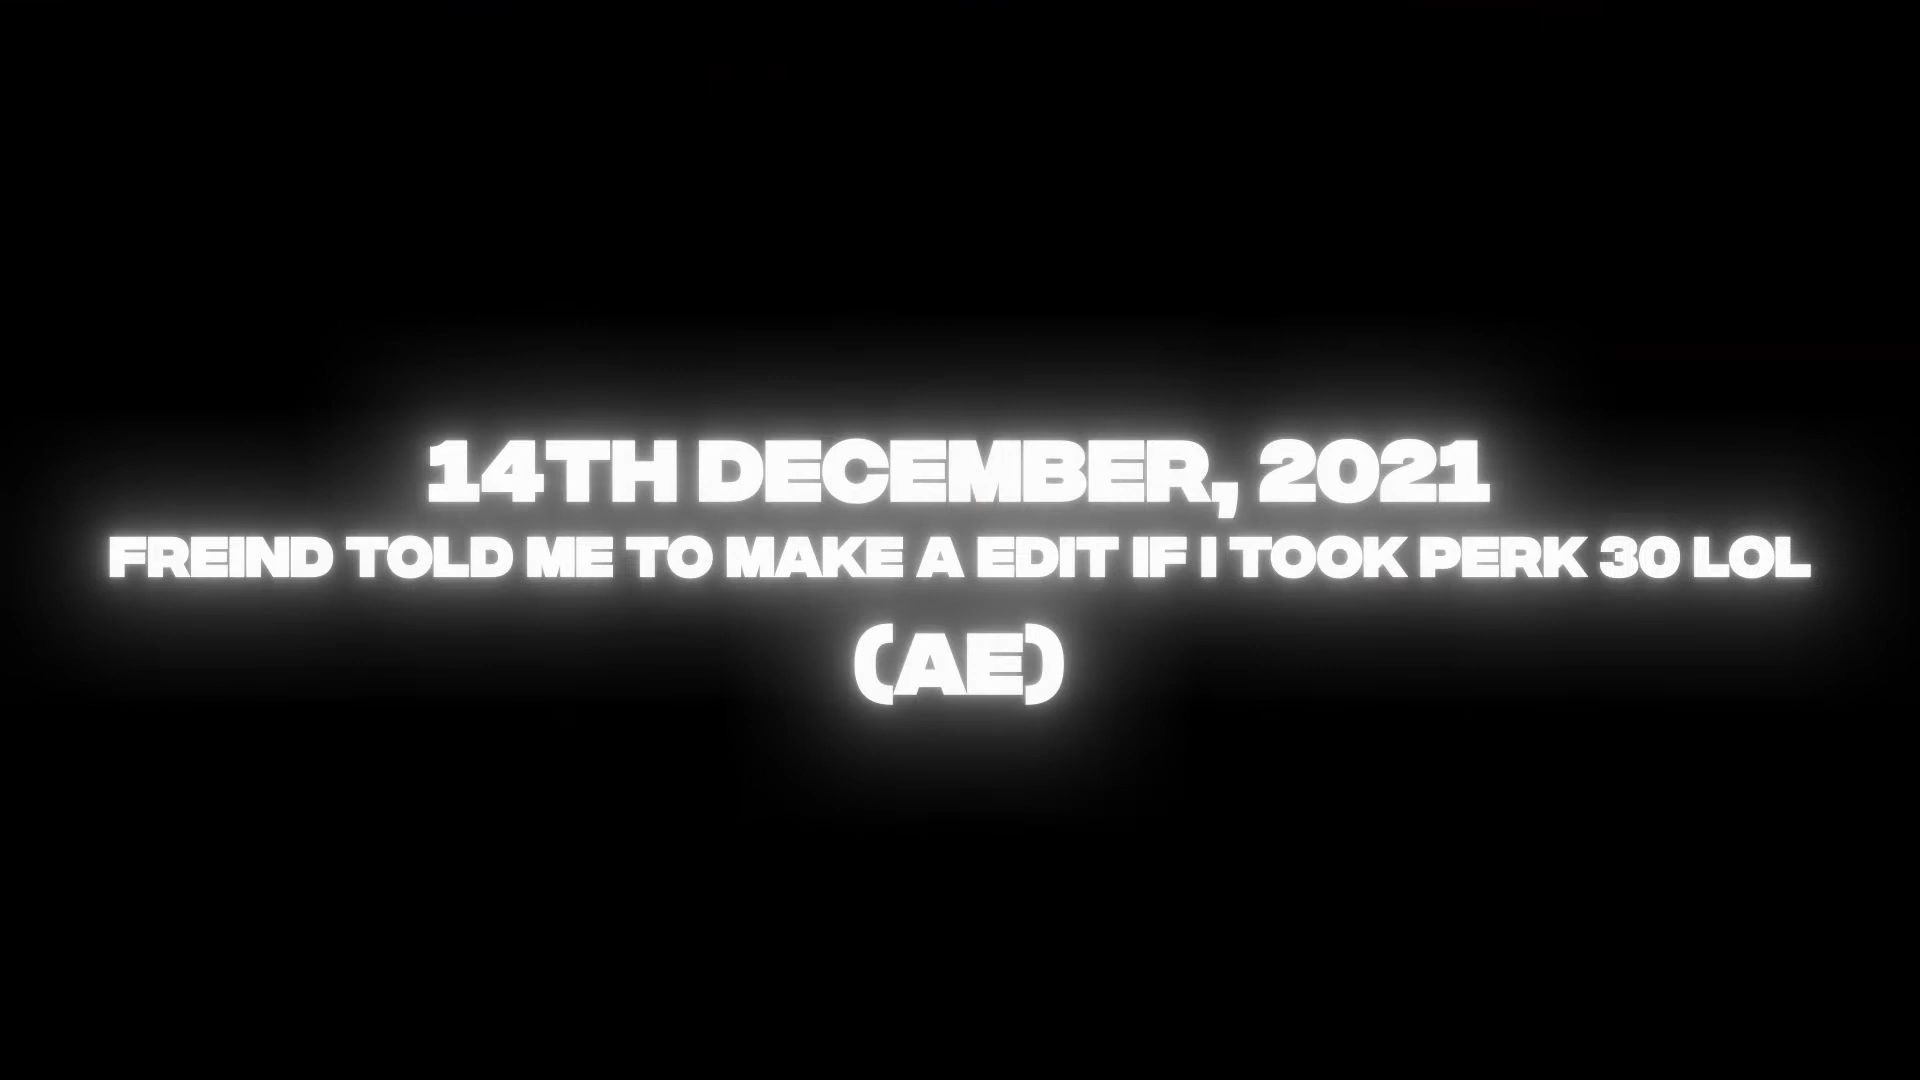 14TH DECEMBER, 2021
FREIND TOLD ME TO MAKE A EDIT IF I TOOK PERK 30 LOL
(AE)